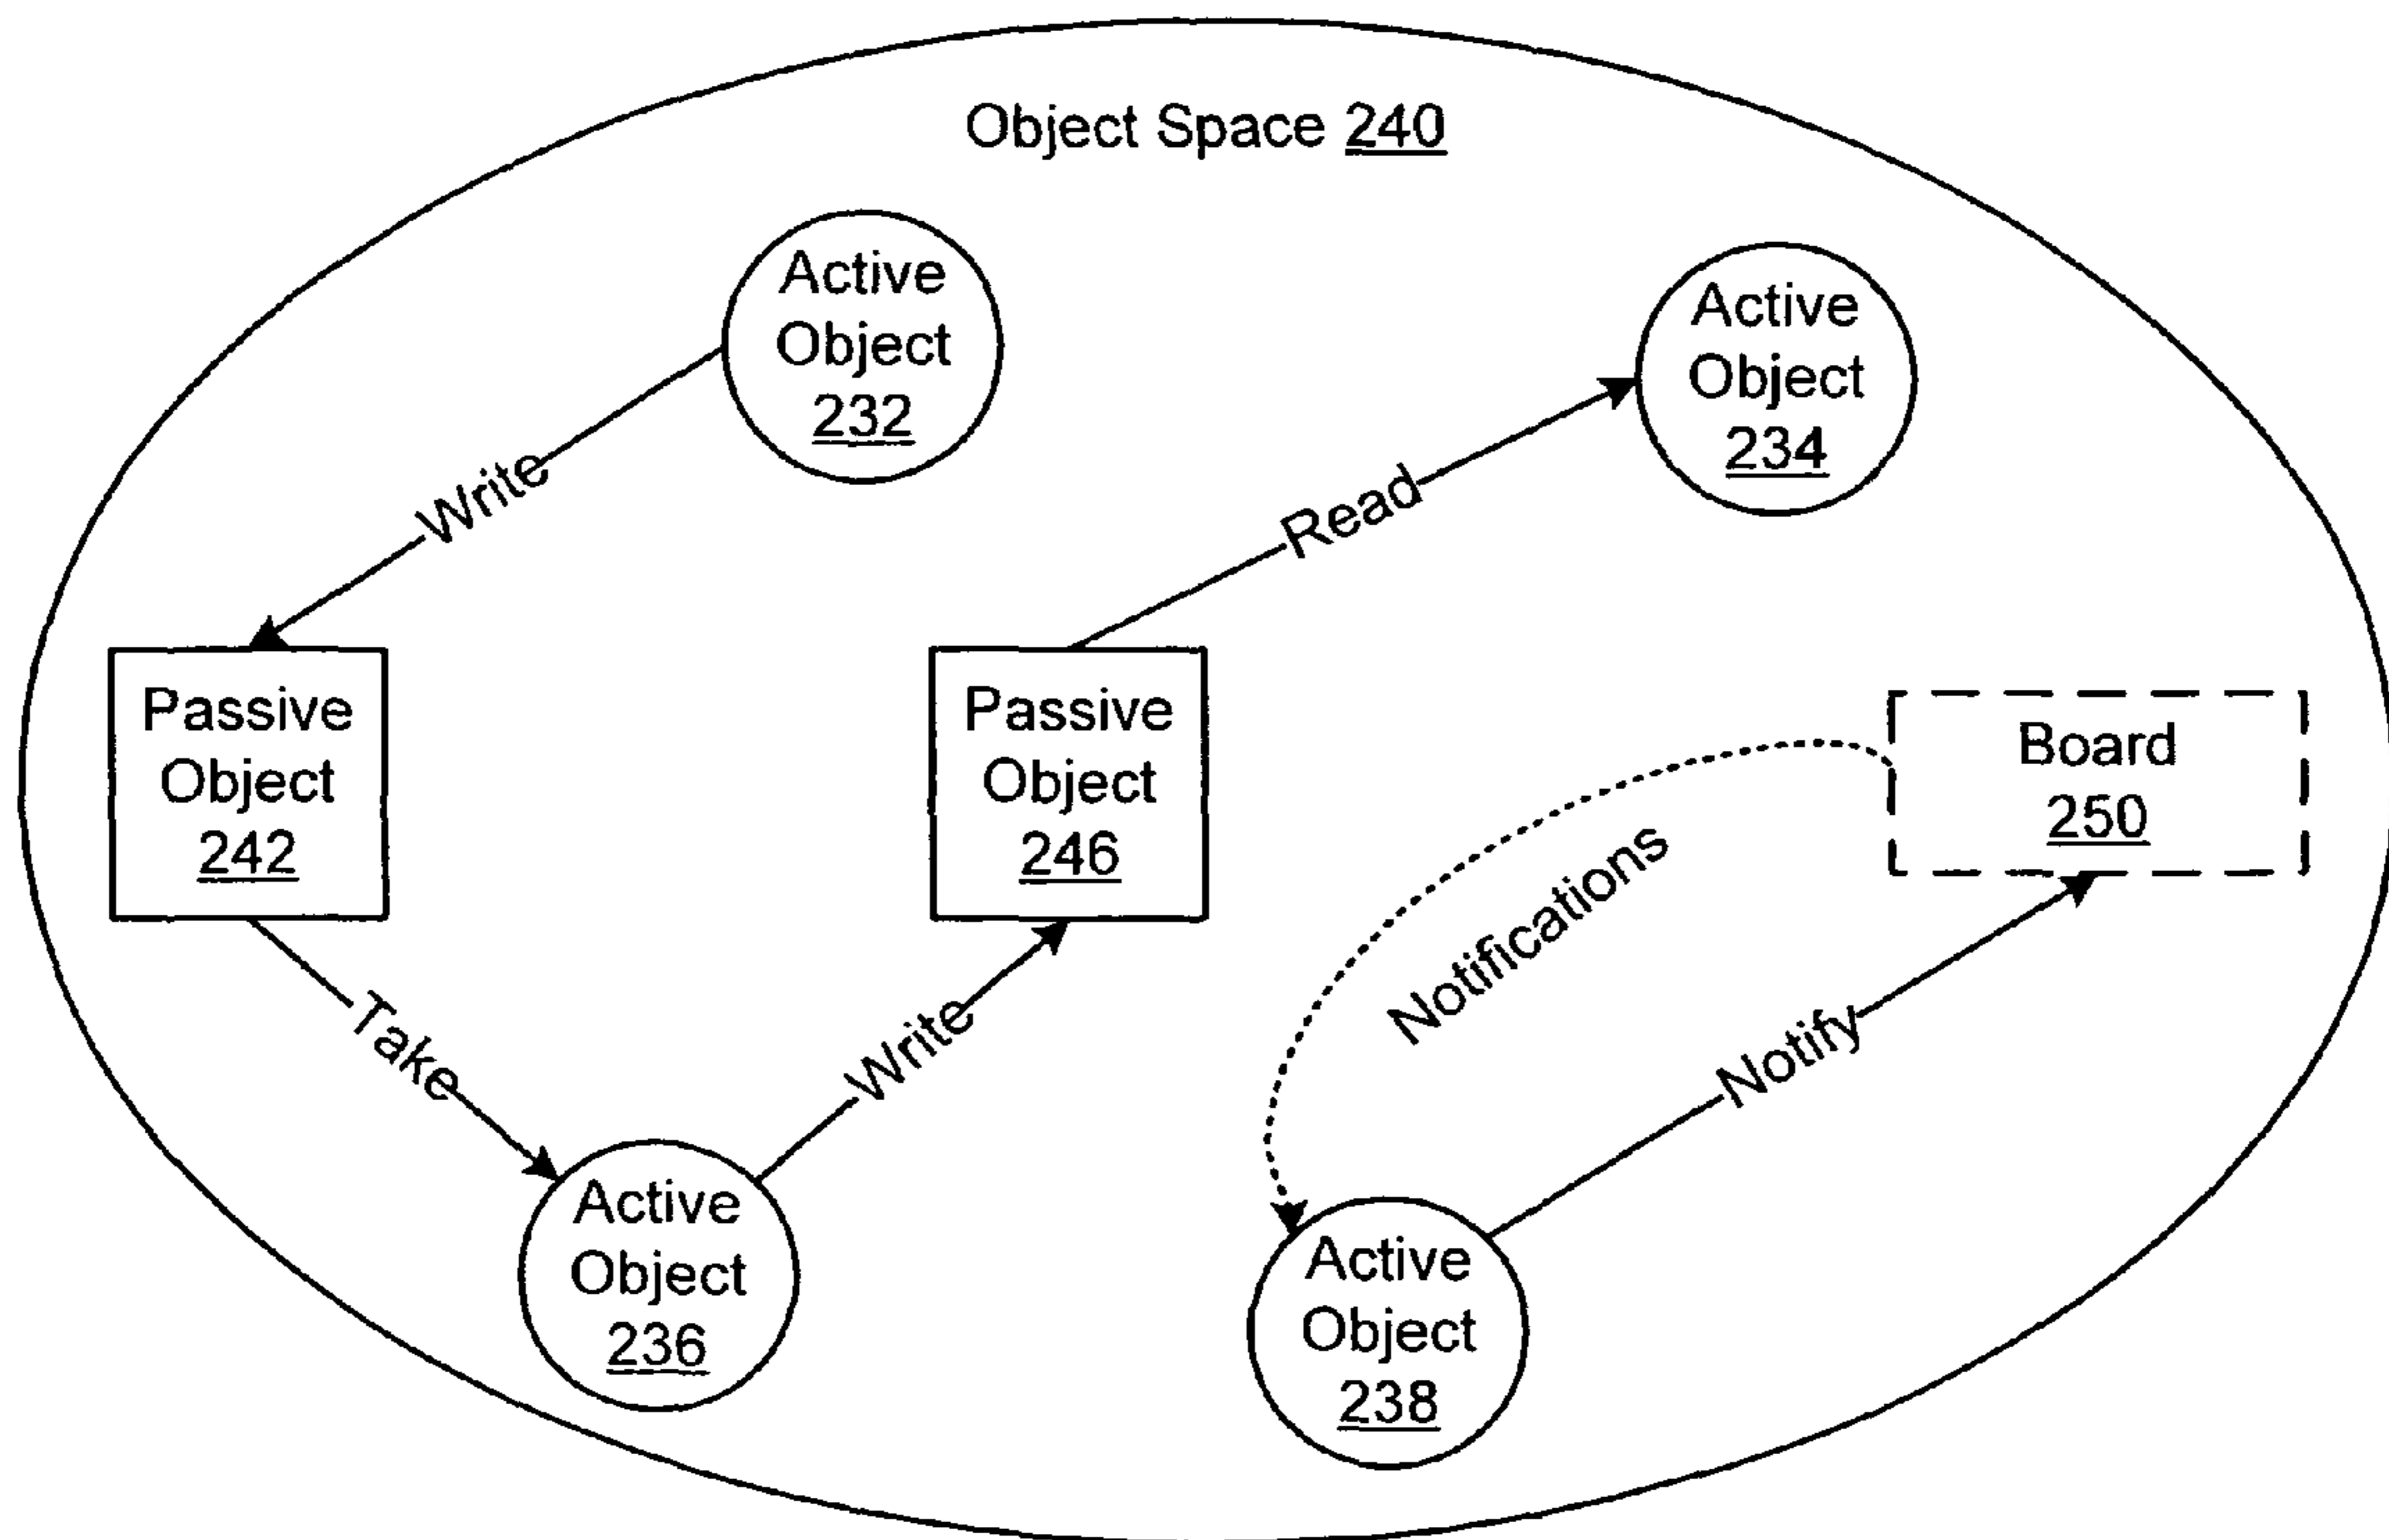 Object Space 240
Active
Object
232
Active
Object
234
Write
Read
Passive
Object
242
Passive
Object
246
Board
250
Notifications
Take
Write
Notify
Active
Object
236
Active
Object
238